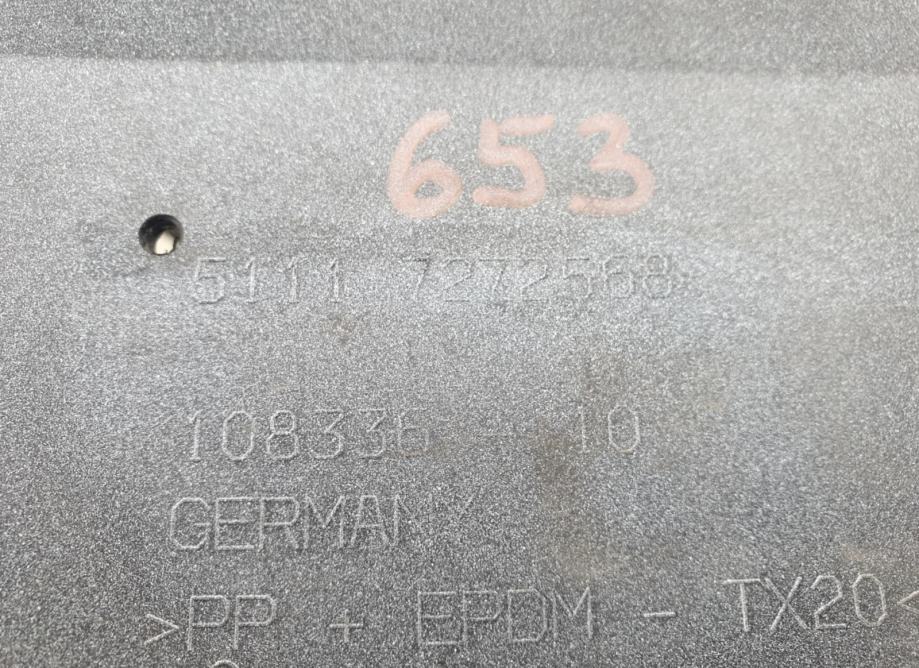 653
5111 7272568
108336 - 10
GERMANY
>PP + EPDM - TX20<